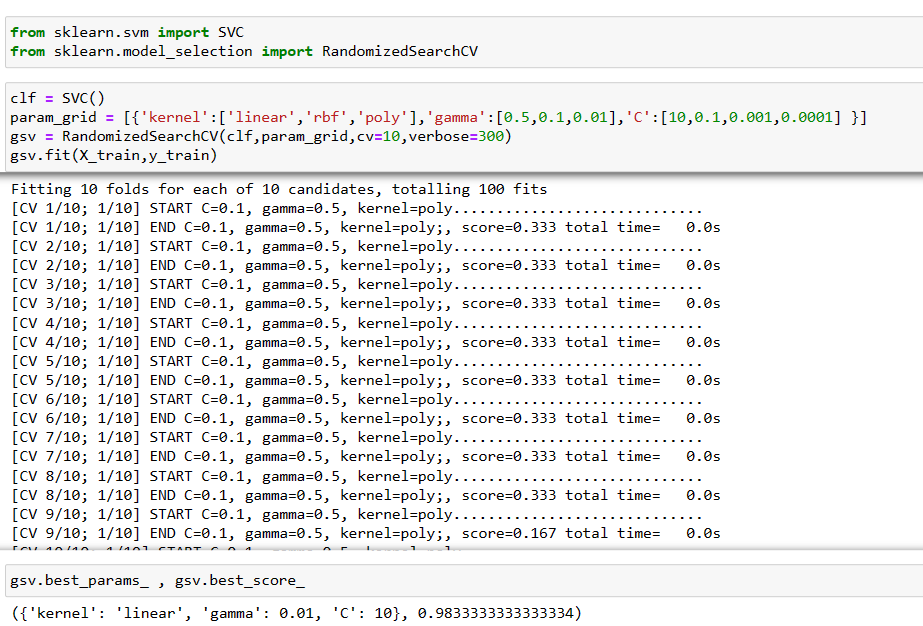 from sklearn.svm import SVC
from sklearn.model_selection import RandomizedSearchCV
clf = SVC()
param_grid = [{'kernel':['linear','rbf','poly'],'gamma':[0.5,0.1,0.01],'C':[10,0.1,0.001,0.0001] }]
gsv = RandomizedSearchCV(clf,param_grid,cv=10,verbose=300)
gsv.fit(X_train,y_train)
Fitting 10 folds for each of 10 candidates, totalling 100 fits
[CV 1/10; 1/10] START C=0.1, gamma=0.5, kernel=poly..............................
[CV 1/10; 1/10] END C=0.1, gamma=0.5, kernel=poly;, score=0.333 total time=   0.0s
[CV 2/10; 1/10] START C=0.1, gamma=0.5, kernel=poly..............................
[CV 2/10; 1/10] END C=0.1, gamma=0.5, kernel=poly;, score=0.333 total time=   0.0s
[CV 3/10; 1/10] START C=0.1, gamma=0.5, kernel=poly..............................
[CV 3/10; 1/10] END C=0.1, gamma=0.5, kernel=poly;, score=0.333 total time=   0.0s
[CV 4/10; 1/10] START C=0.1, gamma=0.5, kernel=poly..............................
[CV 4/10; 1/10] END C=0.1, gamma=0.5, kernel=poly;, score=0.333 total time=   0.0s
[CV 5/10; 1/10] START C=0.1, gamma=0.5, kernel=poly..............................
[CV 5/10; 1/10] END C=0.1, gamma=0.5, kernel=poly;, score=0.333 total time=   0.0s
[CV 6/10; 1/10] START C=0.1, gamma=0.5, kernel=poly..............................
[CV 6/10; 1/10] END C=0.1, gamma=0.5, kernel=poly;, score=0.333 total time=   0.0s
[CV 7/10; 1/10] START C=0.1, gamma=0.5, kernel=poly..............................
[CV 7/10; 1/10] END C=0.1, gamma=0.5, kernel=poly;, score=0.333 total time=   0.0s
[CV 8/10; 1/10] START C=0.1, gamma=0.5, kernel=poly..............................
[CV 8/10; 1/10] END C=0.1, gamma=0.5, kernel=poly;, score=0.333 total time=   0.0s
[CV 9/10; 1/10] START C=0.1, gamma=0.5, kernel=poly..............................
[CV 9/10; 1/10] END C=0.1, gamma=0.5, kernel=poly;, score=0.167 total time=   0.0s
gsv.best_params_ , gsv.best_score_
({'kernel': 'linear', 'gamma': 0.01, 'C': 10}, 0.9833333333333334)